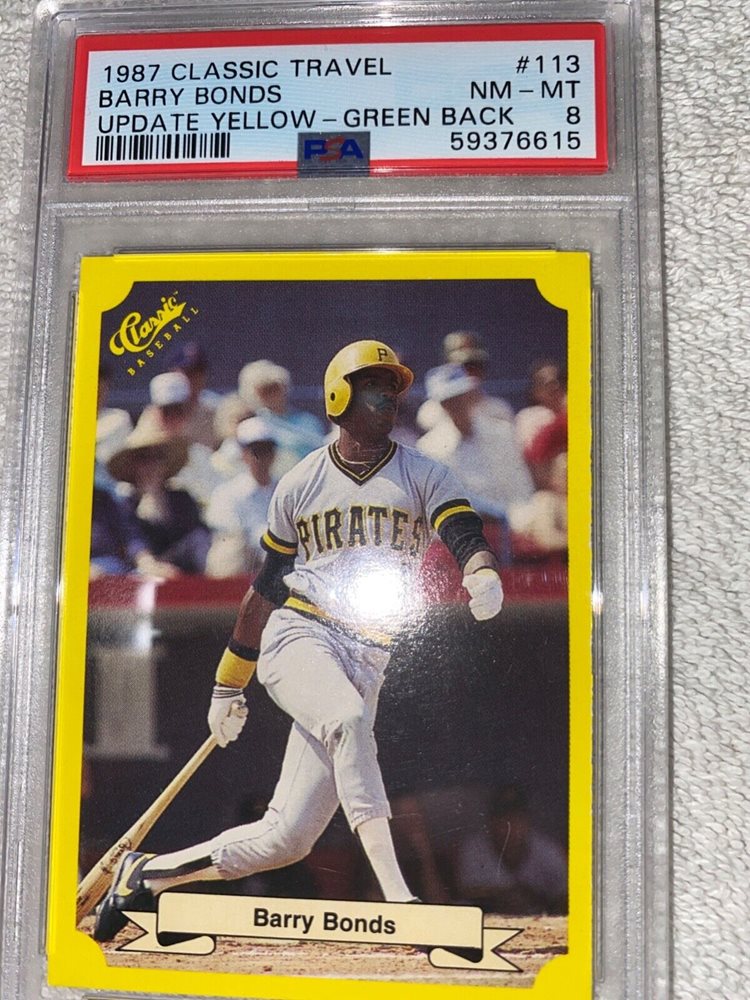 1987 CLASSIC TRAVEL #113
BARRY BONDS NM - MT
UPDATE YELLOW - GREEN BACK 8
PSA 59376615
Classic™
BASEBALL
P
PIRATES
Barry Bonds